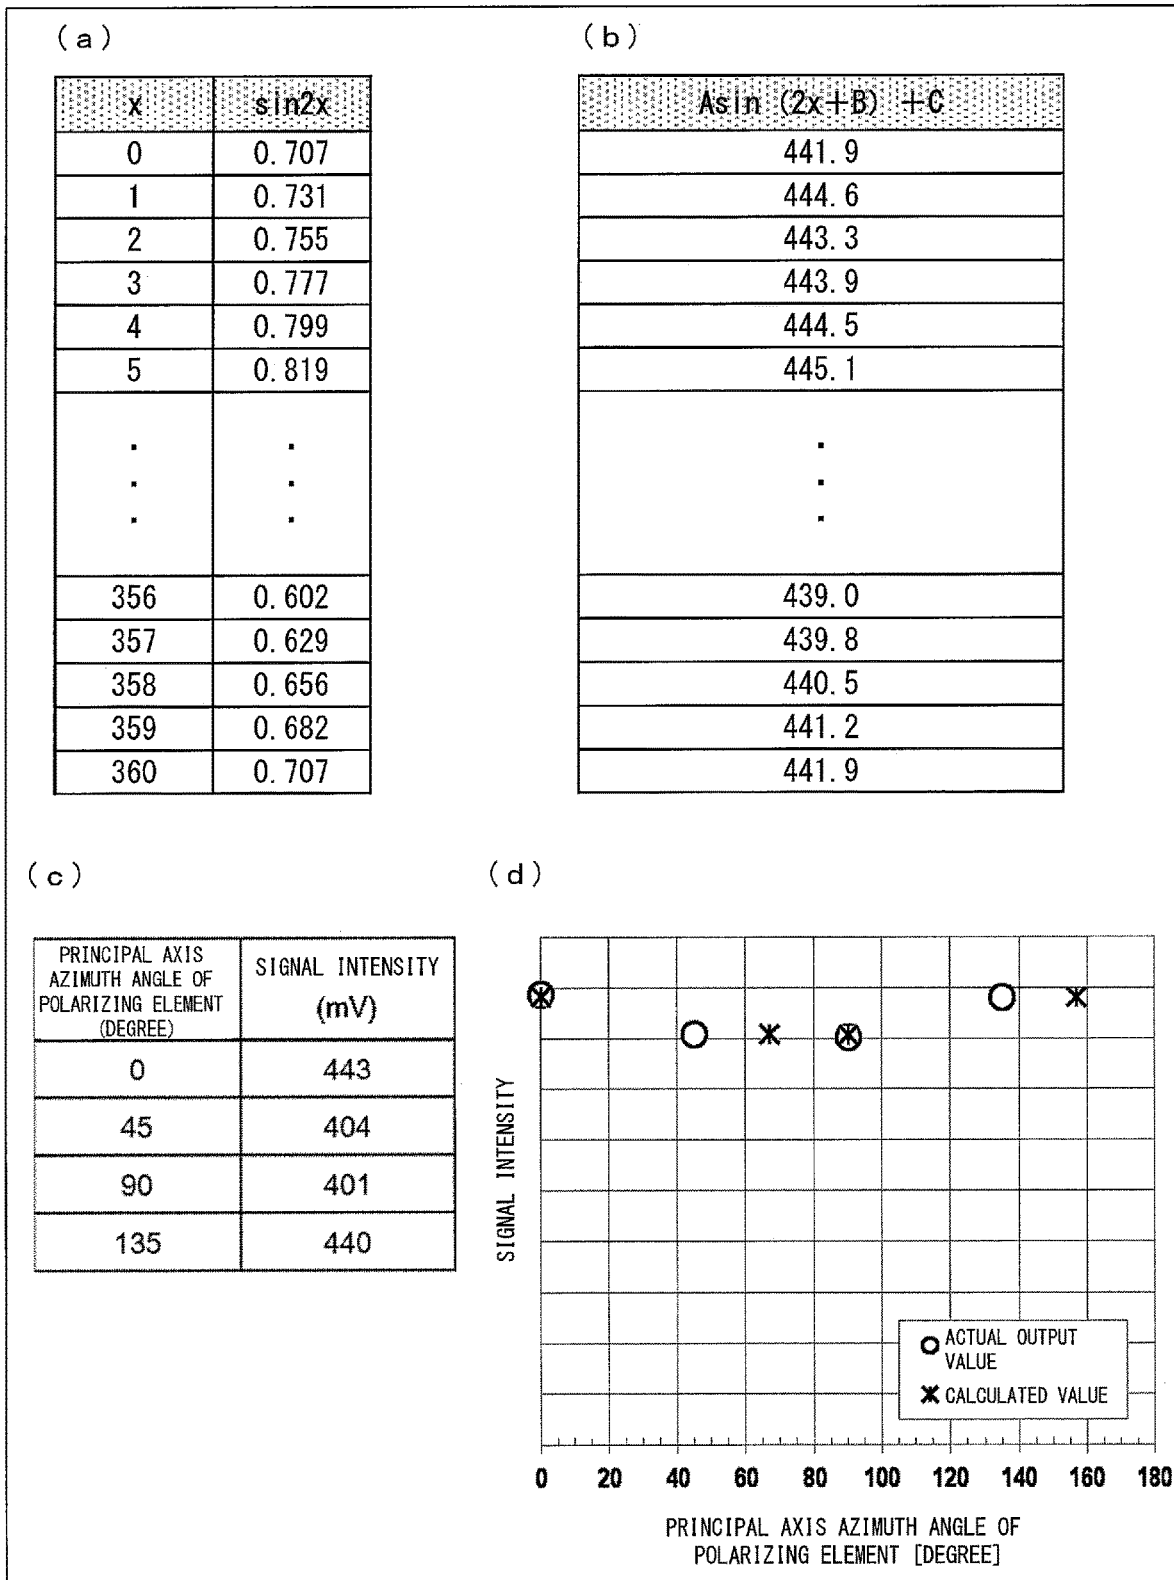 (a)
x sin2x
0 0.707
1 0.731
2 0.755
3 0.777
4 0.799
5 0.819
356 0.602
357 0.629
358 0.656
359 0.682
360 0.707
(b)
Asin (2x+B) +C
441.9
444.6
443.3
443.9
444.5
445.1
439.0
439.8
440.5
441.2
441.9
(c)
PRINCIPAL AXIS
AZIMUTH ANGLE OF
POLARIZING ELEMENT
(DEGREE)
SIGNAL INTENSITY
(mV)
0 443
45 404
90 401
135 440
(d)
SIGNAL INTENSITY
ACTUAL OUTPUT
VALUE
CALCULATED VALUE
0 20 40 60 80 100 120 140 160 180
PRINCIPAL AXIS AZIMUTH ANGLE OF
POLARIZING ELEMENT [DEGREE]